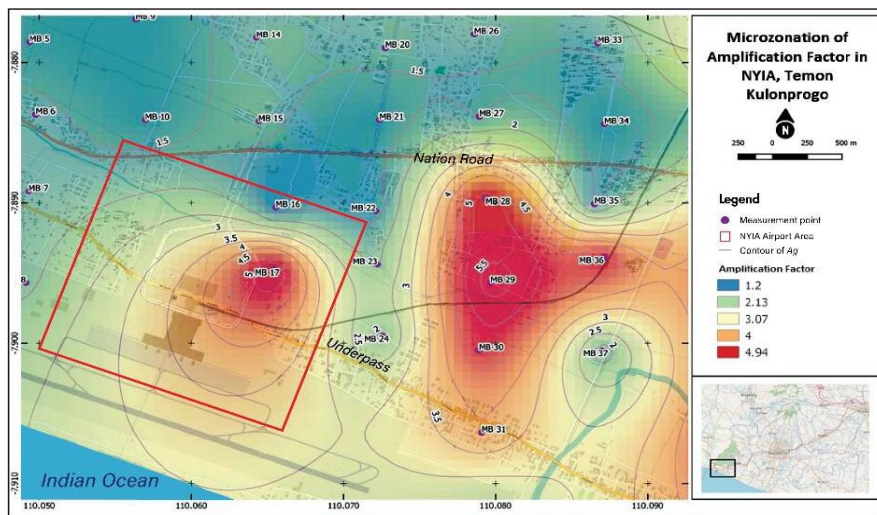 Microzonation of
Amplification Factor in
NYIA, Temon
Kulonprogo
N
250 0 250 500 m
Legend
Measurement point
NYIA Airport Area
Contour of Ag
Amplification Factor
1.2
2.13
3.07
4
4.94
MB 5
MB 9
MB 14
MB 20
MB 26
MB 33
-7.880
1.5
MB 6
MB 10
MB 15
MB 21
MB 27
MB 34
1.5
2
Nation Road
MB 7
-7.890
MB 16
MB 22
4
5
MB 28
4.5
MB 35
3
3.5
4
4.5
5
MB 17
MB 23
5.5
MB 29
MB 36
8
3
2
2.5
MB 24
-7.900
Underpass
MB 30
3
2.5
2
MB 37
3.5
MB 31
Indian Ocean
-7.910
110.050
110.060
110.070
110.080
110.090